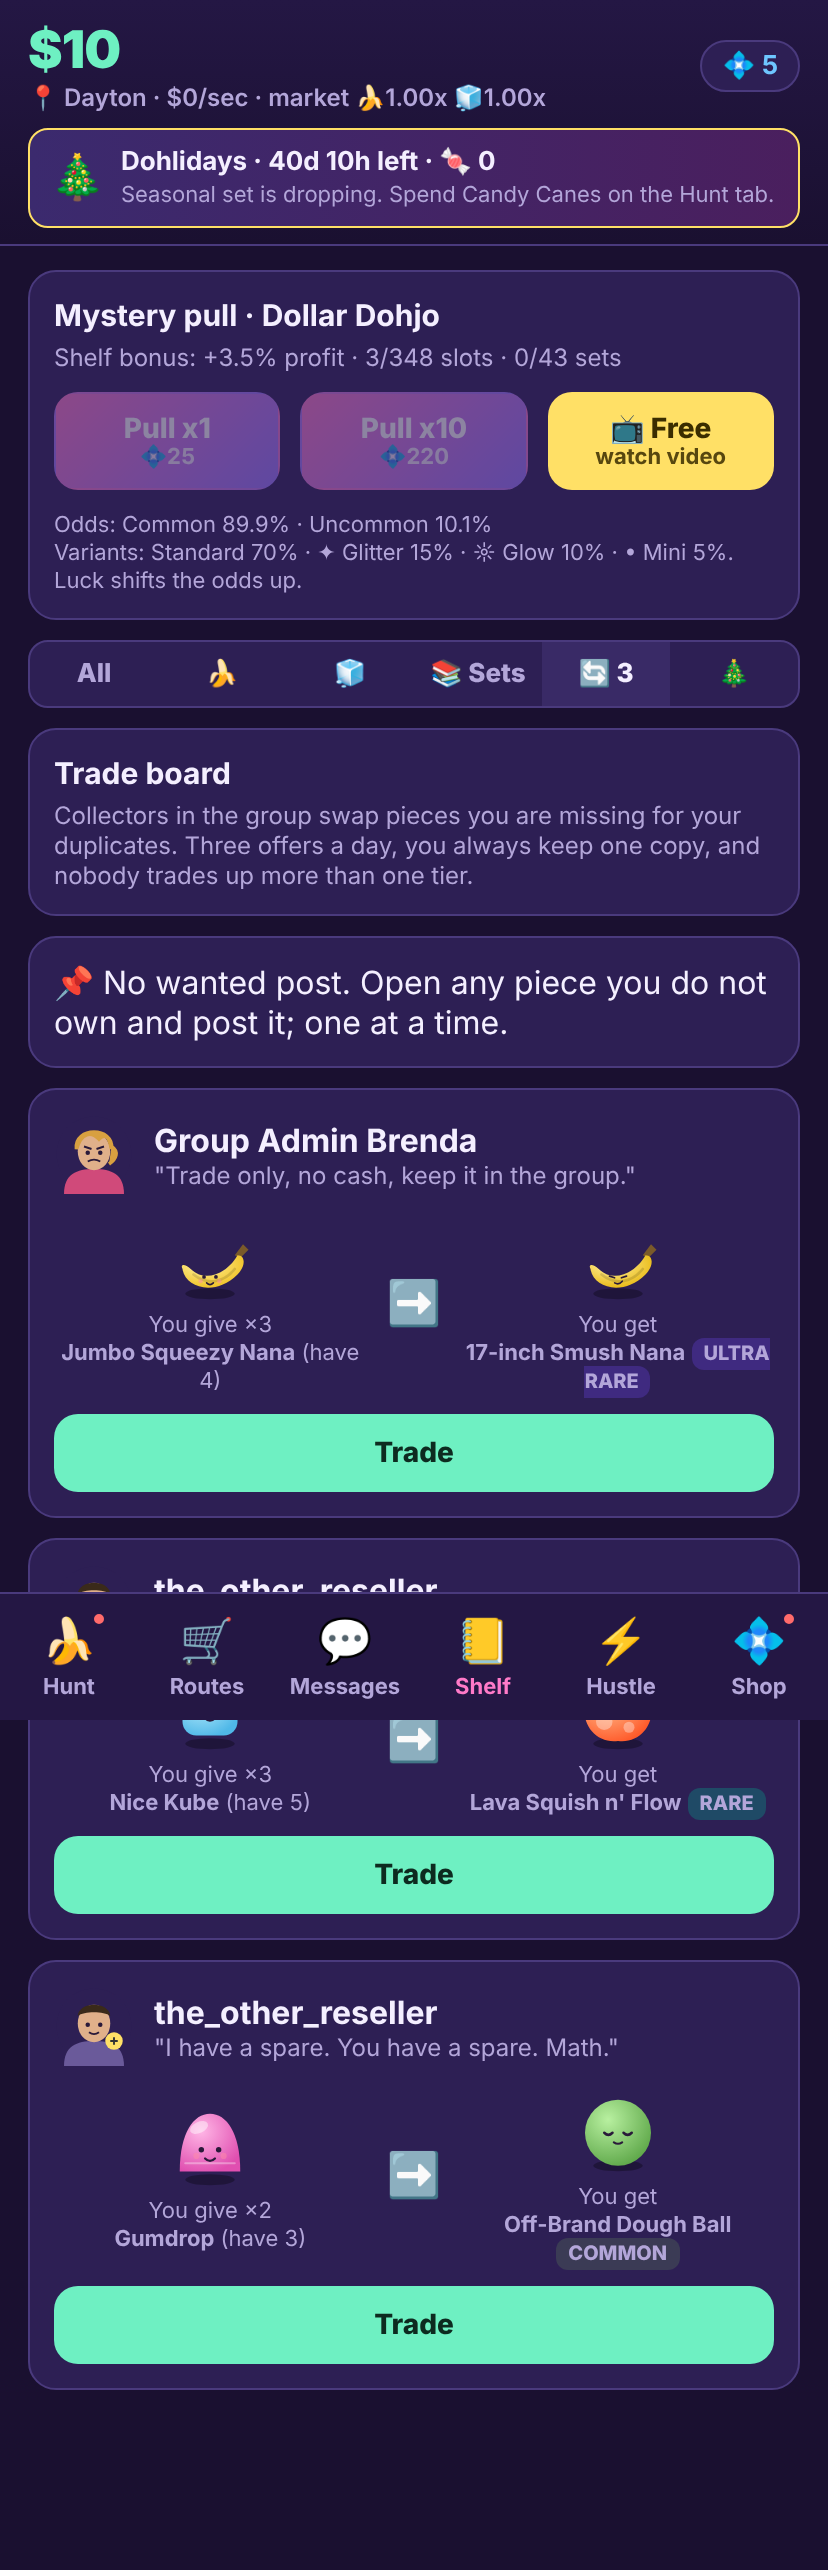 $10
💠 5
📍 Dayton · $0/sec · market 🍌1.00x 🧊1.00x
Dohlidays · 40d 10h left · 🍬 0
Seasonal set is dropping. Spend Candy Canes on the Hunt tab.
Mystery pull · Dollar Dohjo
Shelf bonus: +3.5% profit · 3/348 slots · 0/43 sets
Pull x1
💠25
Pull x10
💠220
📺 Free
watch video
Odds: Common 89.9% · Uncommon 10.1%
Variants: Standard 70% · ✦ Glitter 15% · ☼ Glow 10% · • Mini 5%.
Luck shifts the odds up.
All
📚 Sets
🔄 3
Trade board
Collectors in the group swap pieces you are missing for your
duplicates. Three offers a day, you always keep one copy, and
nobody trades up more than one tier.
📌 No wanted post. Open any piece you do not
own and post it; one at a time.
Group Admin Brenda
"Trade only, no cash, keep it in the group."
You give ×3
Jumbo Squeezy Nana (have
4)
You get
17-inch Smush Nana ULTRA
RARE
Trade
the_other_reseller
Hunt
Routes
Messages
Shelf
Hustle
Shop
You give ×3
Nice Kube (have 5)
You get
Lava Squish n' Flow RARE
Trade
the_other_reseller
"I have a spare. You have a spare. Math."
You give ×2
Gumdrop (have 3)
You get
Off-Brand Dough Ball
COMMON
Trade